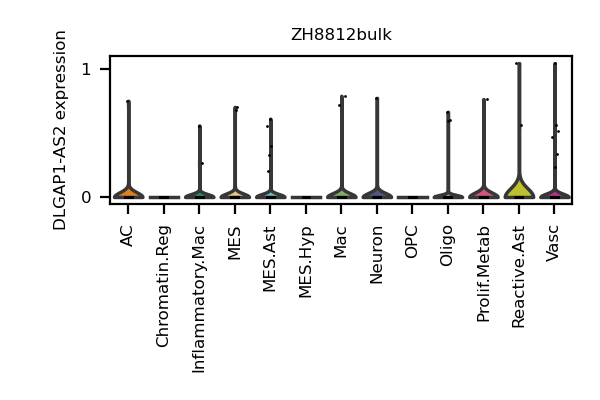 ZH8812bulk
DLGAP1-AS2 expression
1
0
AC
Chromatin.Reg
Inflammatory.Mac
MES
MES.Ast
MES.Hyp
Mac
Neuron
OPC
Oligo
Prolif.Metab
Reactive.Ast
Vasc